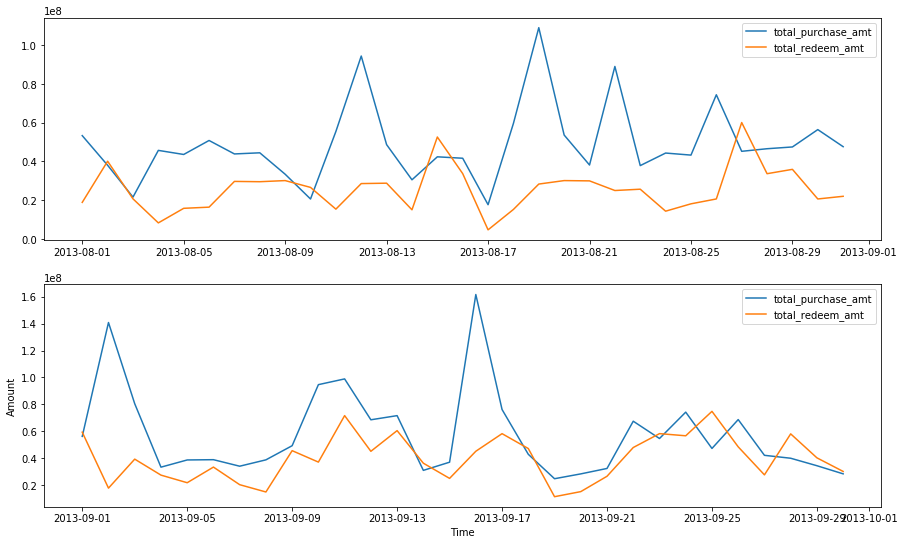 1e8
total_purchase_amt
total_redeem_amt
1.0
0.8
0.6
0.4
0.2
0.0
2013-08-01 2013-08-05 2013-08-09 2013-08-13 2013-08-17 2013-08-21 2013-08-25 2013-08-29 2013-09-01
1e8
total_purchase_amt
total_redeem_amt
1.6
1.4
1.2
1.0
0.8
0.6
0.4
0.2
Amount
2013-09-01 2013-09-05 2013-09-09 2013-09-13 2013-09-17 2013-09-21 2013-09-25 2013-09-29 2013-10-01
Time